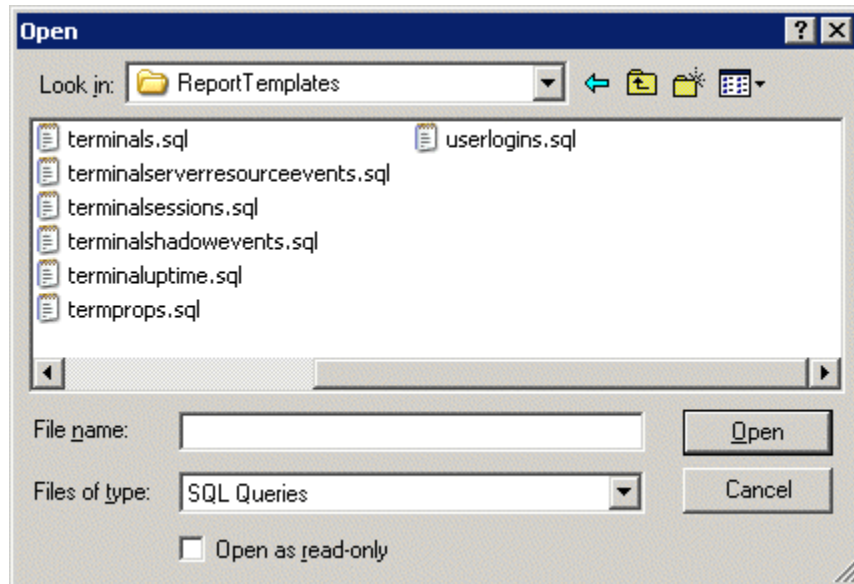 Open
Look in: ReportTemplates
terminals.sql
terminalserverresourceevents.sql
terminalsessions.sql
terminalshadowevents.sql
terminaluptime.sql
termprops.sql
userlogins.sql
File name:
Open
Files of type: SQL Queries
Cancel
Open as read-only